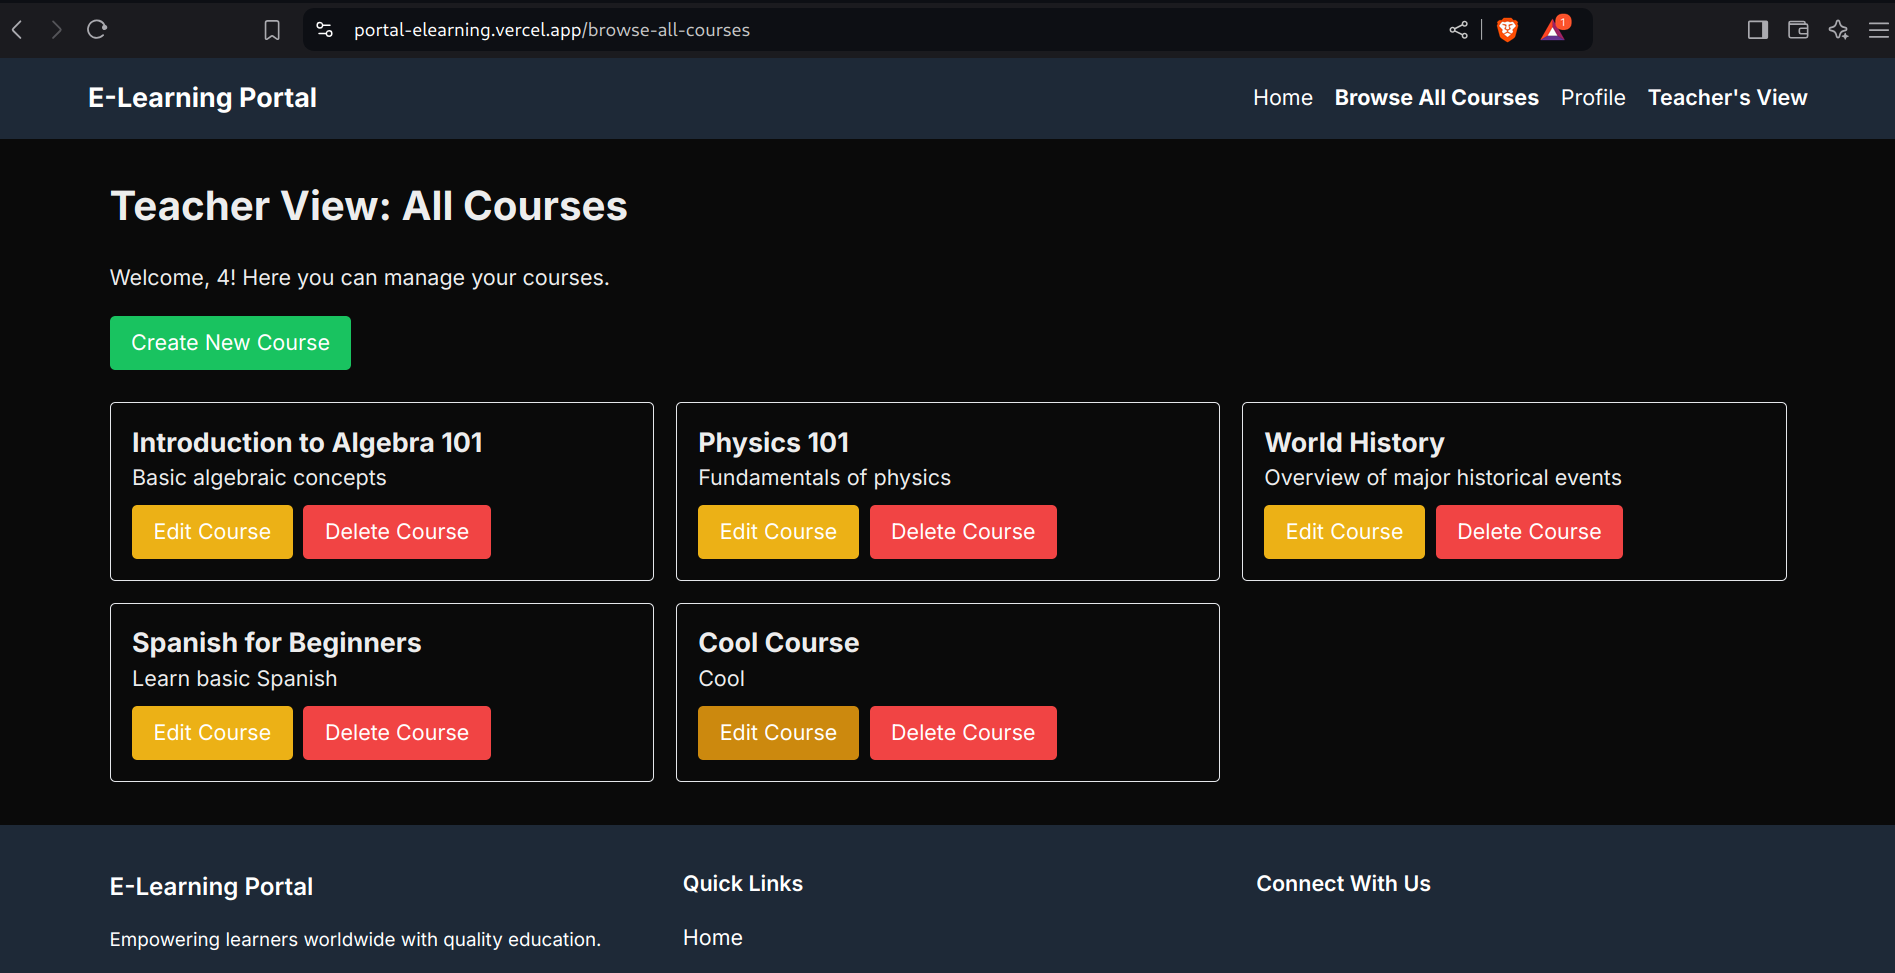 portal-elearning.vercel.app/browse-all-courses
1
E-Learning Portal
Home Browse All Courses Profile Teacher's View
Teacher View: All Courses
Welcome, 4! Here you can manage your courses.
Create New Course
Introduction to Algebra 101
Basic algebraic concepts
Edit Course Delete Course
Physics 101
Fundamentals of physics
Edit Course Delete Course
World History
Overview of major historical events
Edit Course Delete Course
Spanish for Beginners
Learn basic Spanish
Edit Course Delete Course
Cool Course
Cool
Edit Course Delete Course
E-Learning Portal
Empowering learners worldwide with quality education.
Quick Links
Home
Connect With Us